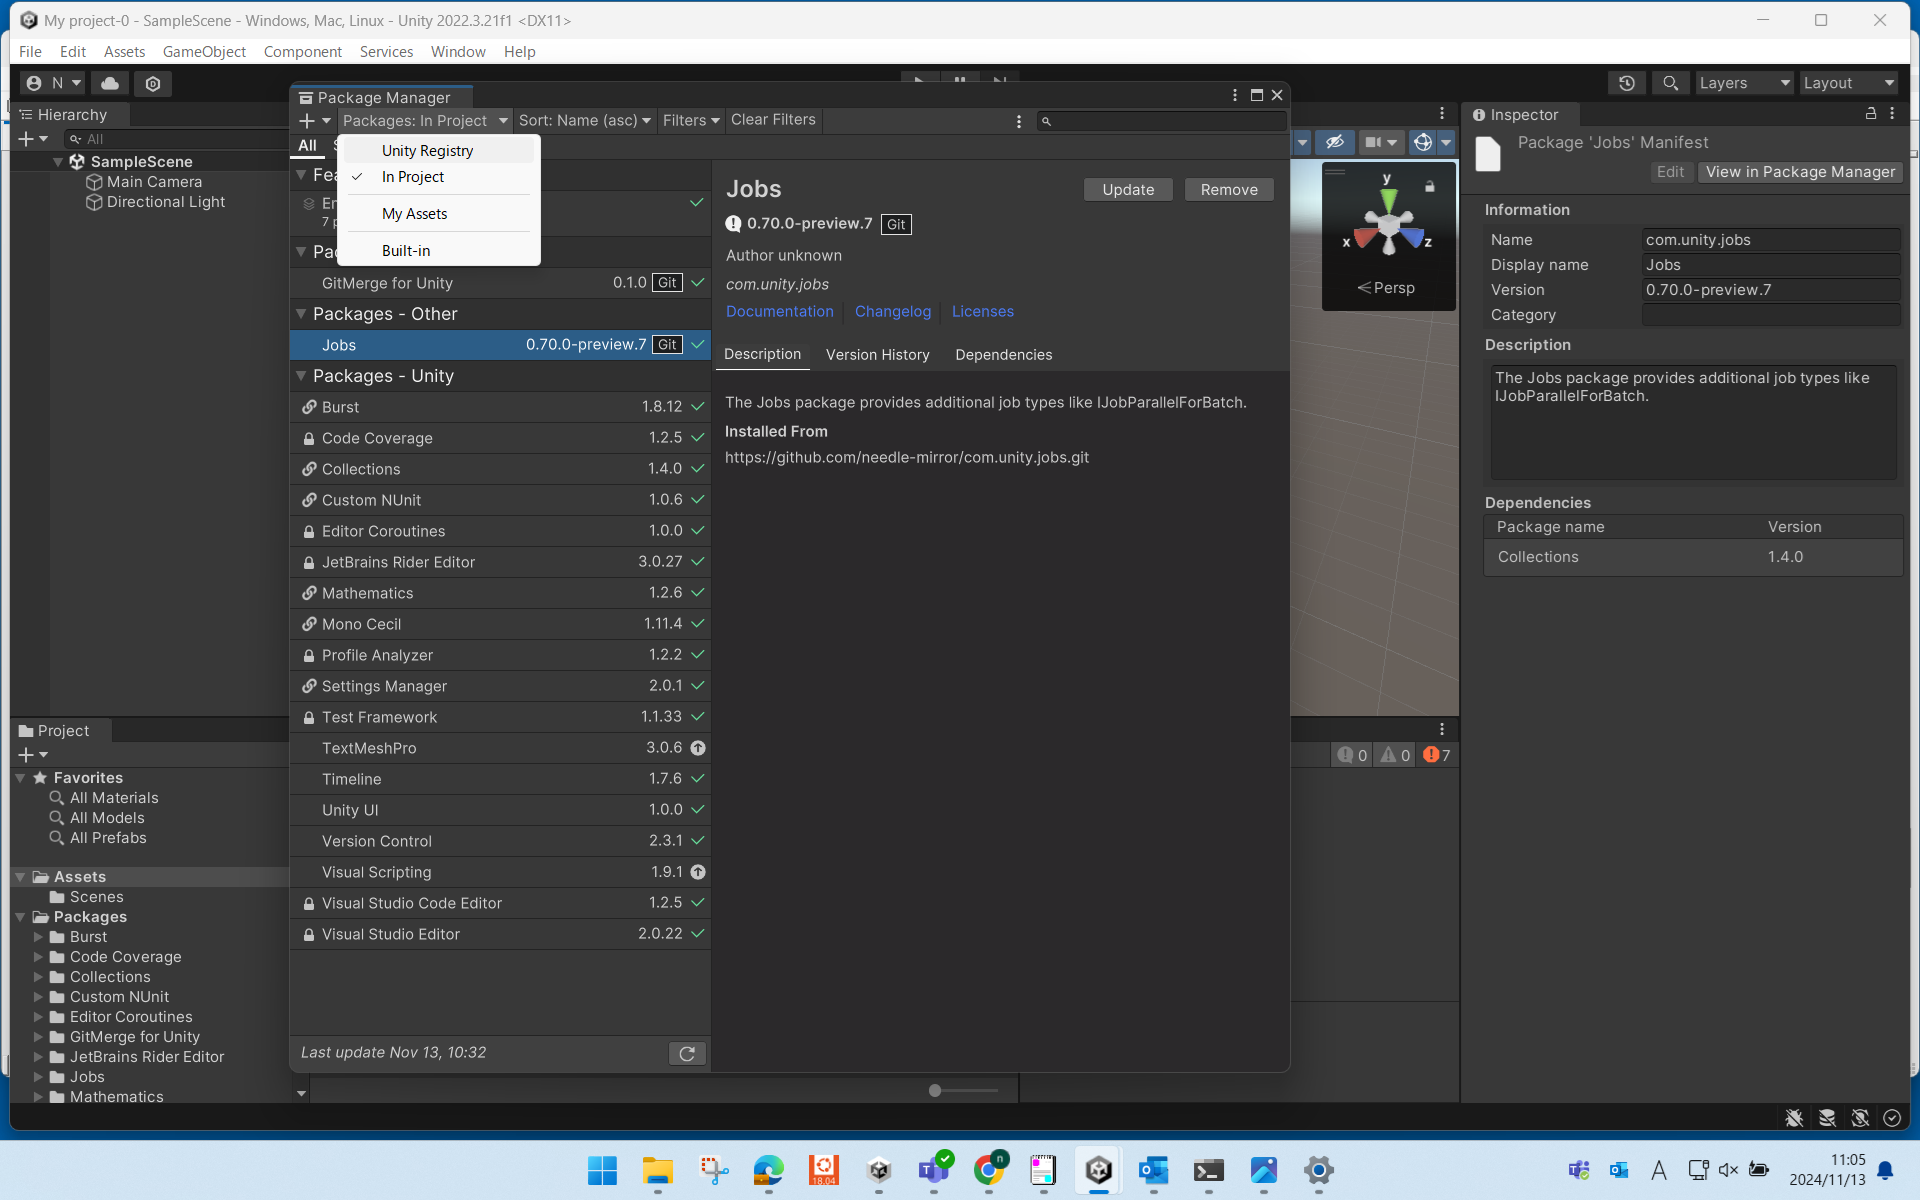 My project-0 - SampleScene - Windows, Mac, Linux - Unity 2022.3.21f1 <DX11>
File Edit Assets GameObject Component Services Window Help
N
Layers
Layout
Hierarchy
All
SampleScene
Main Camera
Directional Light
Package Manager
Packages: In Project
Sort: Name (asc)
Filters
Clear Filters
All
Unity Registry
In Project
My Assets
Built-in
GitMerge for Unity 0.1.0 Git
Packages - Other
Jobs 0.70.0-preview.7 Git
Packages - Unity
Burst 1.8.12
Code Coverage 1.2.5
Collections 1.4.0
Custom NUnit 1.0.6
Editor Coroutines 1.0.0
JetBrains Rider Editor 3.0.27
Mathematics 1.2.6
Mono Cecil 1.11.4
Profile Analyzer 1.2.2
Settings Manager 2.0.1
Test Framework 1.1.33
TextMeshPro 3.0.6
Timeline 1.7.6
Unity UI 1.0.0
Version Control 2.3.1
Visual Scripting 1.9.1
Visual Studio Code Editor 1.2.5
Visual Studio Editor 2.0.22
Last update Nov 13, 10:32
Jobs
Update
Remove
0.70.0-preview.7 Git
Author unknown
com.unity.jobs
Documentation Changelog Licenses
Description Version History Dependencies
The Jobs package provides additional job types like IJobParallelForBatch.
Installed From
https://github.com/needle-mirror/com.unity.jobs.git
y
x
z
Persp
0 0 7
Inspector
Package 'Jobs' Manifest
Edit
View in Package Manager
Information
Name com.unity.jobs
Display name Jobs
Version 0.70.0-preview.7
Category
Description
The Jobs package provides additional job types like
IJobParallelForBatch.
Dependencies
Package name Version
Collections 1.4.0
Project
Favorites
All Materials
All Models
All Prefabs
Assets
Scenes
Packages
Burst
Code Coverage
Collections
Custom NUnit
Editor Coroutines
GitMerge for Unity
JetBrains Rider Editor
Jobs
Mathematics
18.04
n
A
11:05
2024/11/13